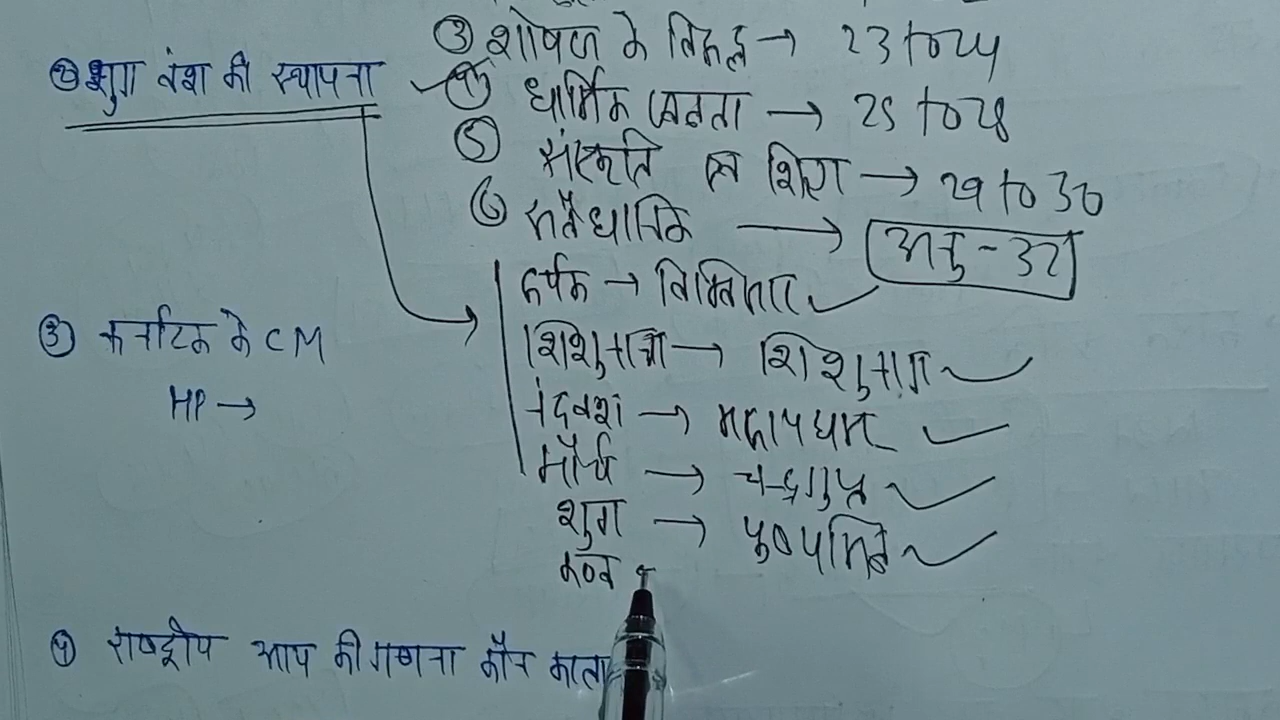 ③ शोषण के विरूद्ध → 23 to 24
② शुंग वंश की स्थापना
④ धार्मिक स्वतंत्रता → 25 to 28
⑤ संस्कृति व शिक्षा → 29 to 30
⑥ संवैधानिक → अनु - 32
हर्यक → बिम्बिसार
शिशुनाग → शिशुनाग
③ कर्नाटक के CM
HP →
नंदवंश → महापद्मनंद
मौर्य → चन्द्रगुप्त
शुंग → पुष्यमित्र
कण्व
④ राष्ट्रीय आय की गणना कौन करता